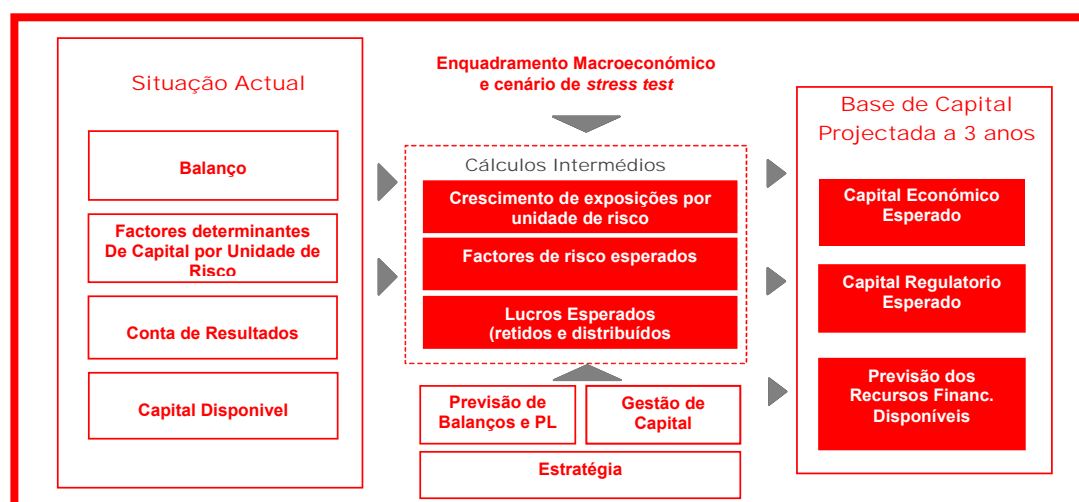 Situação Actual
Balanço
Factores determinantes
De Capital por Unidade de
Risco
Conta de Resultados
Capital Disponivel
Enquadramento Macroeconómico
e cenário de stress test
Cálculos Intermédios
Crescimento de exposições por
unidade de risco
Factores de risco esperados
Lucros Esperados
(retidos e distribuídos
Previsão de
Balanços e PL
Gestão de
Capital
Estratégia
Base de Capital
Projectada a 3 anos
Capital Económico
Esperado
Capital Regulatorio
Esperado
Previsão dos
Recursos Financ.
Disponíveis